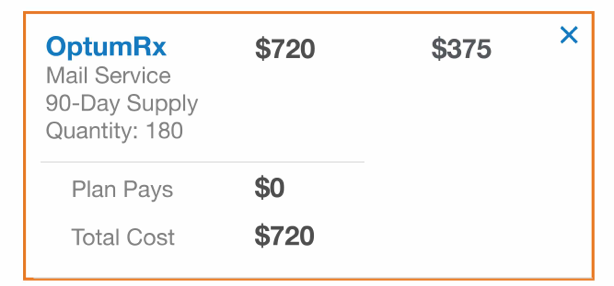 OptumRx $720 $375
Mail Service
90-Day Supply
Quantity: 180
Plan Pays $0
Total Cost $720